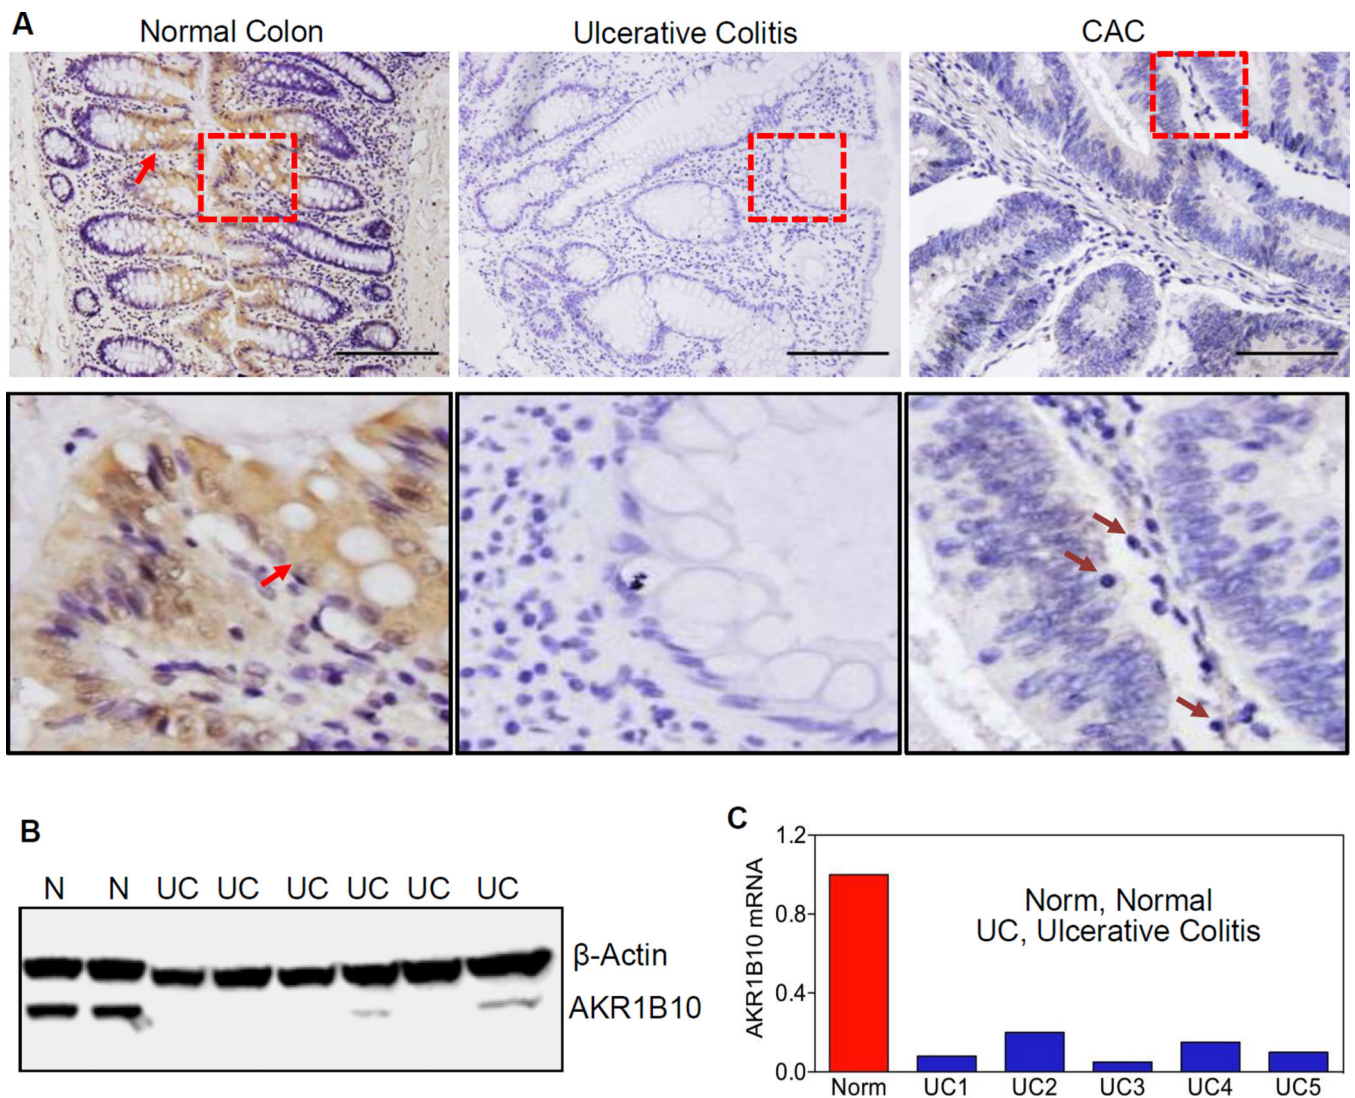 A
Normal Colon
Ulcerative Colitis
CAC
B
N N UC UC UC UC UC UC
β-Actin
AKR1B10
C
AKR1B10 mRNA
1.2
0.8
0.4
0.0
Norm, Normal
UC, Ulcerative Colitis
Norm UC1 UC2 UC3 UC4 UC5